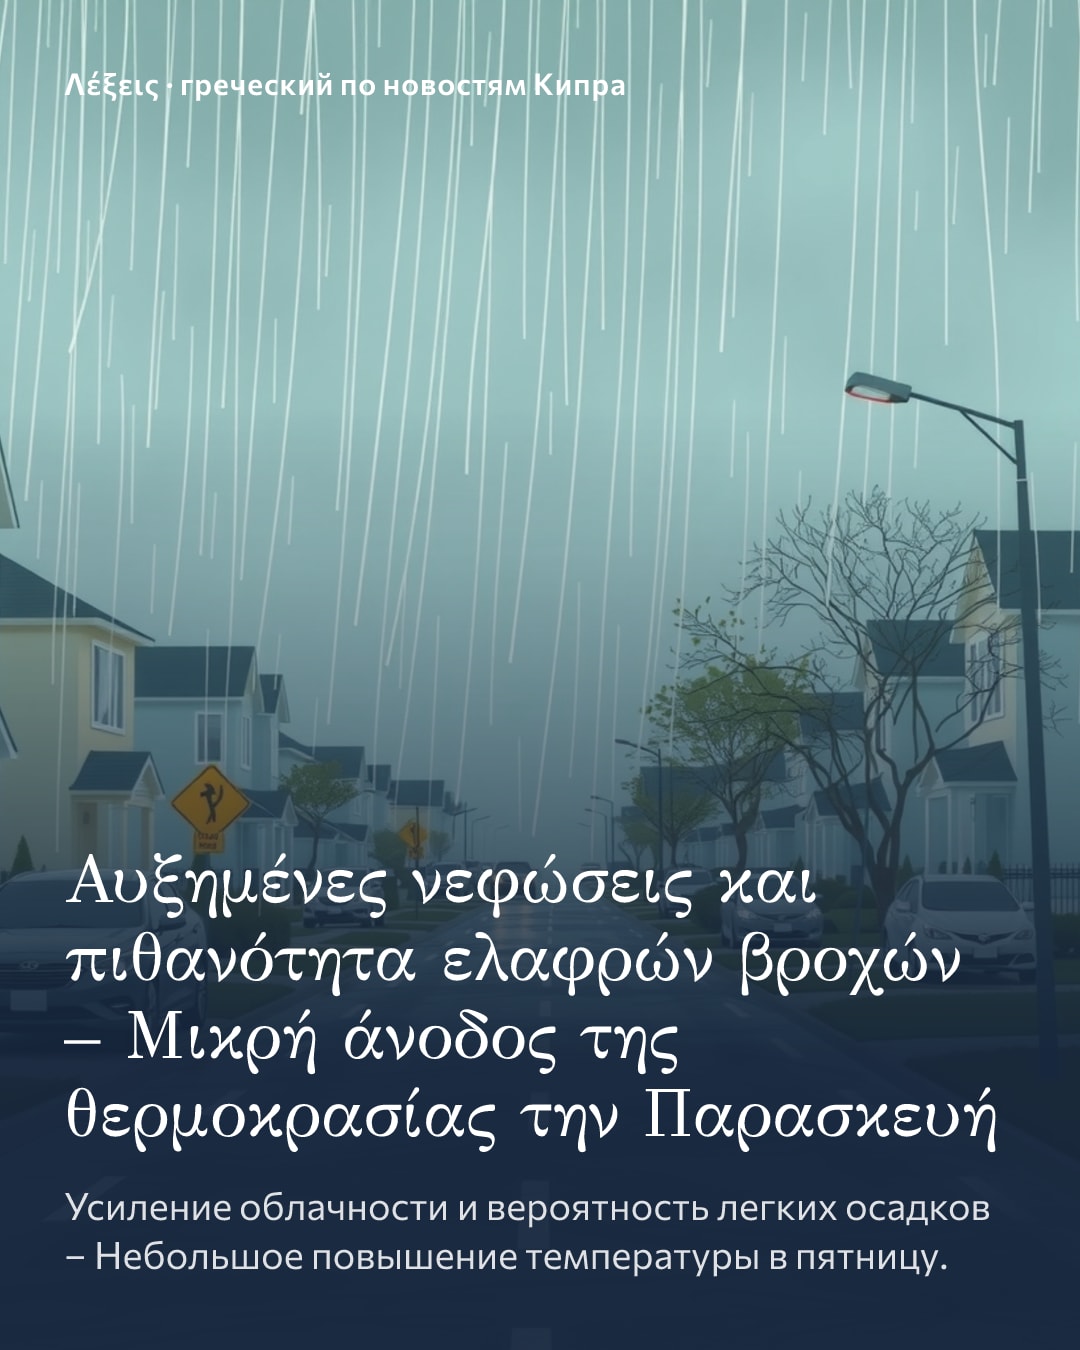 Λέξεις · греческий по новостям Кипра
Αυξημένες νεφώσεις και
πιθανότητα ελαφρών βροχών
– Μικρή άνοδος της
θερμοκρασίας την Παρασκευή
Усиление облачности и вероятность легких осадков
– Небольшое повышение температуры в пятницу.